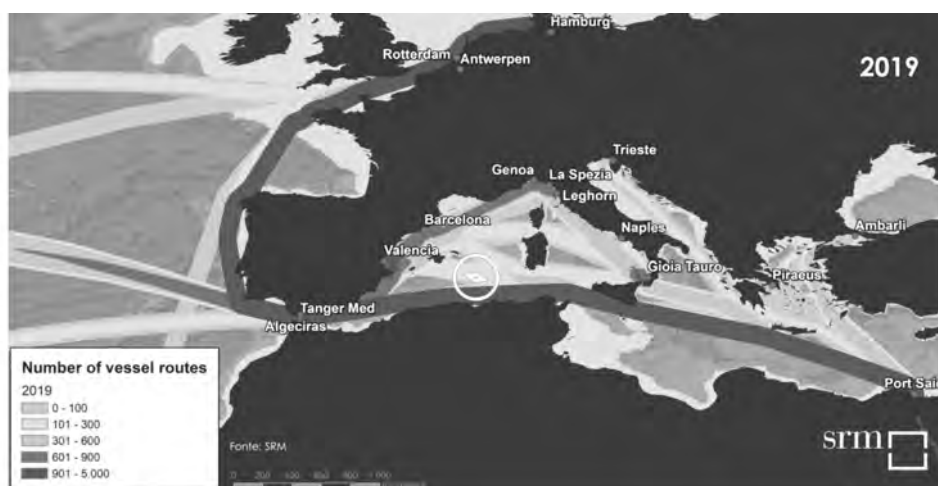 Hamburg
Rotterdam
Antwerpen
2019
Trieste
Genoa
La Spezia
Leghorn
Barcelona
Naples
Ambarli
Valencia
Gioia Tauro
Piraeus
Tanger Med
Algeciras
Port Said
Number of vessel routes
2019
0 - 100
101 - 300
301 - 600
601 - 900
901 - 5.000
Fonte: SRM
srm